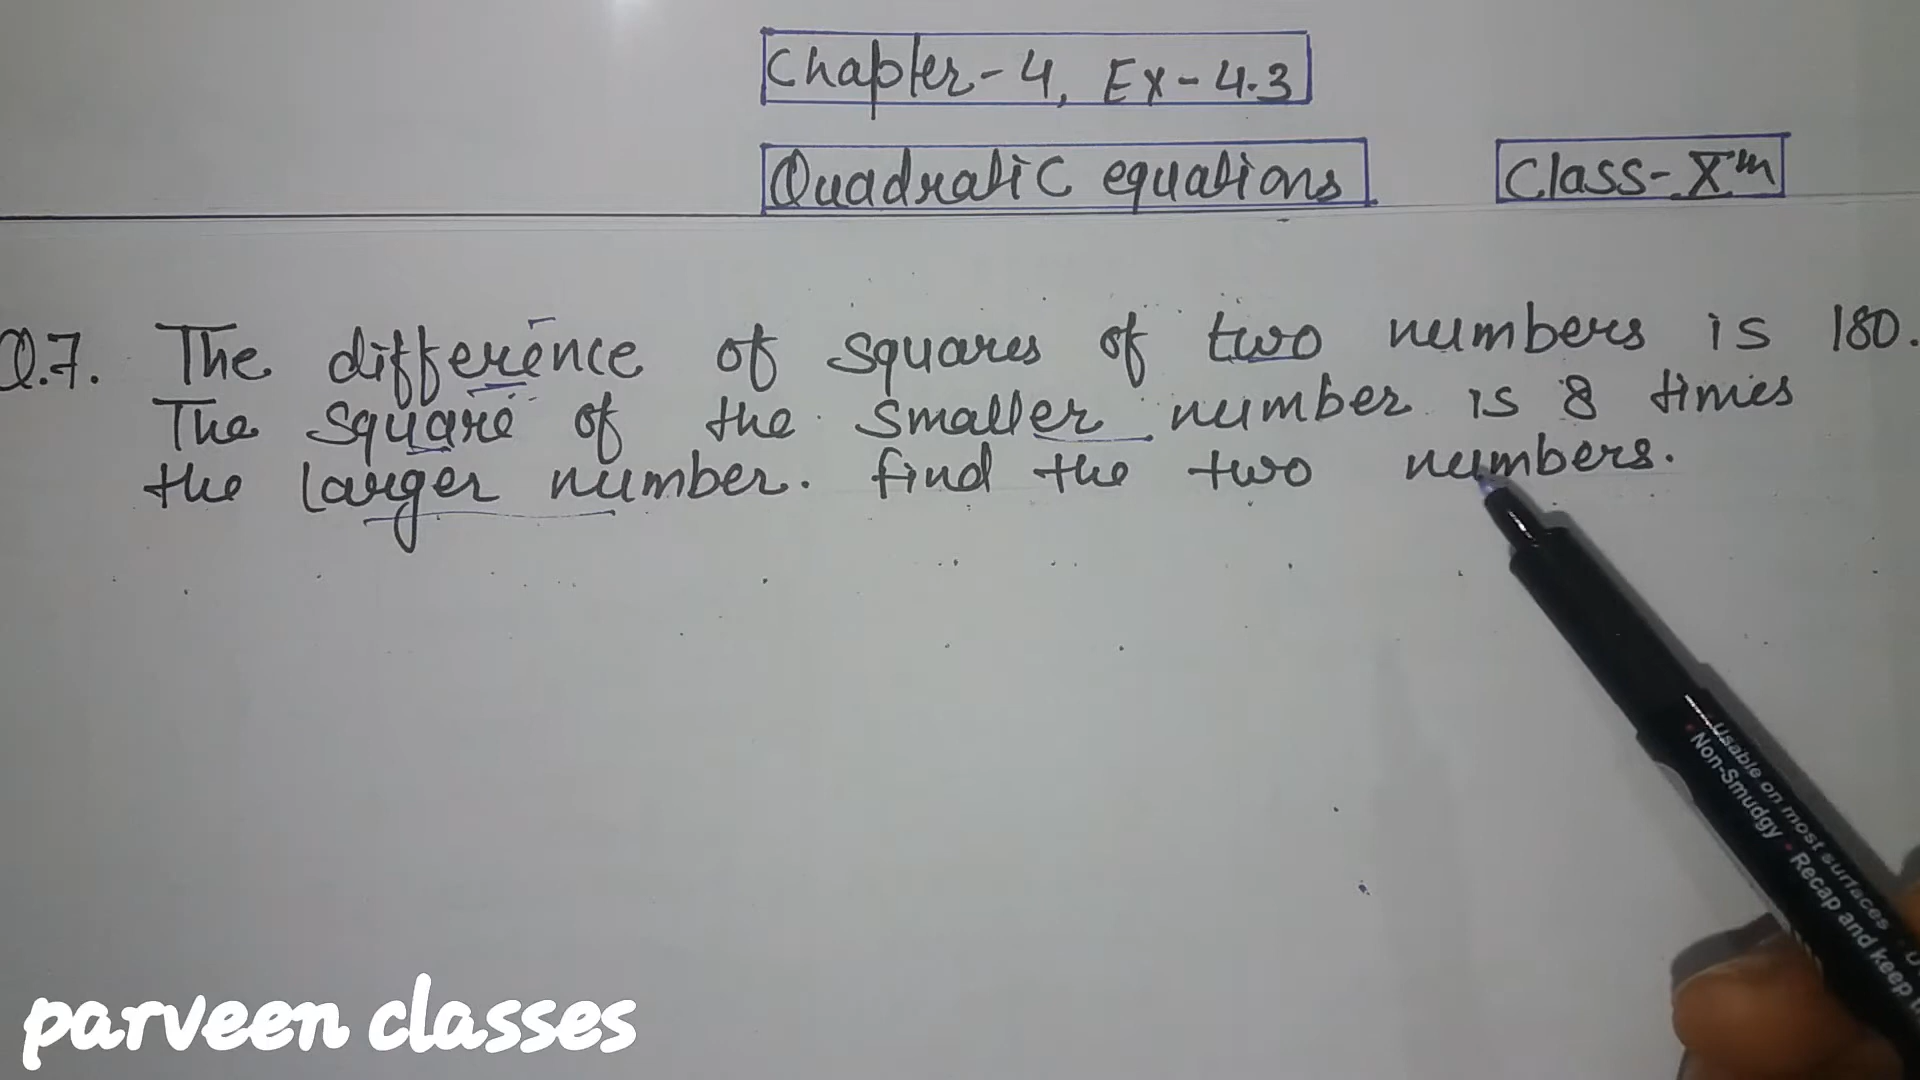 Chapter-4, Ex-4.3
Quadratic equations
Class-Xth
Q.7. The difference of squares of two numbers is 180.
The square of the smaller number is 8 times
the larger number. find the two numbers.
Usable on most surfaces
• Non-Smudgy • Recap and keep
parveen classes